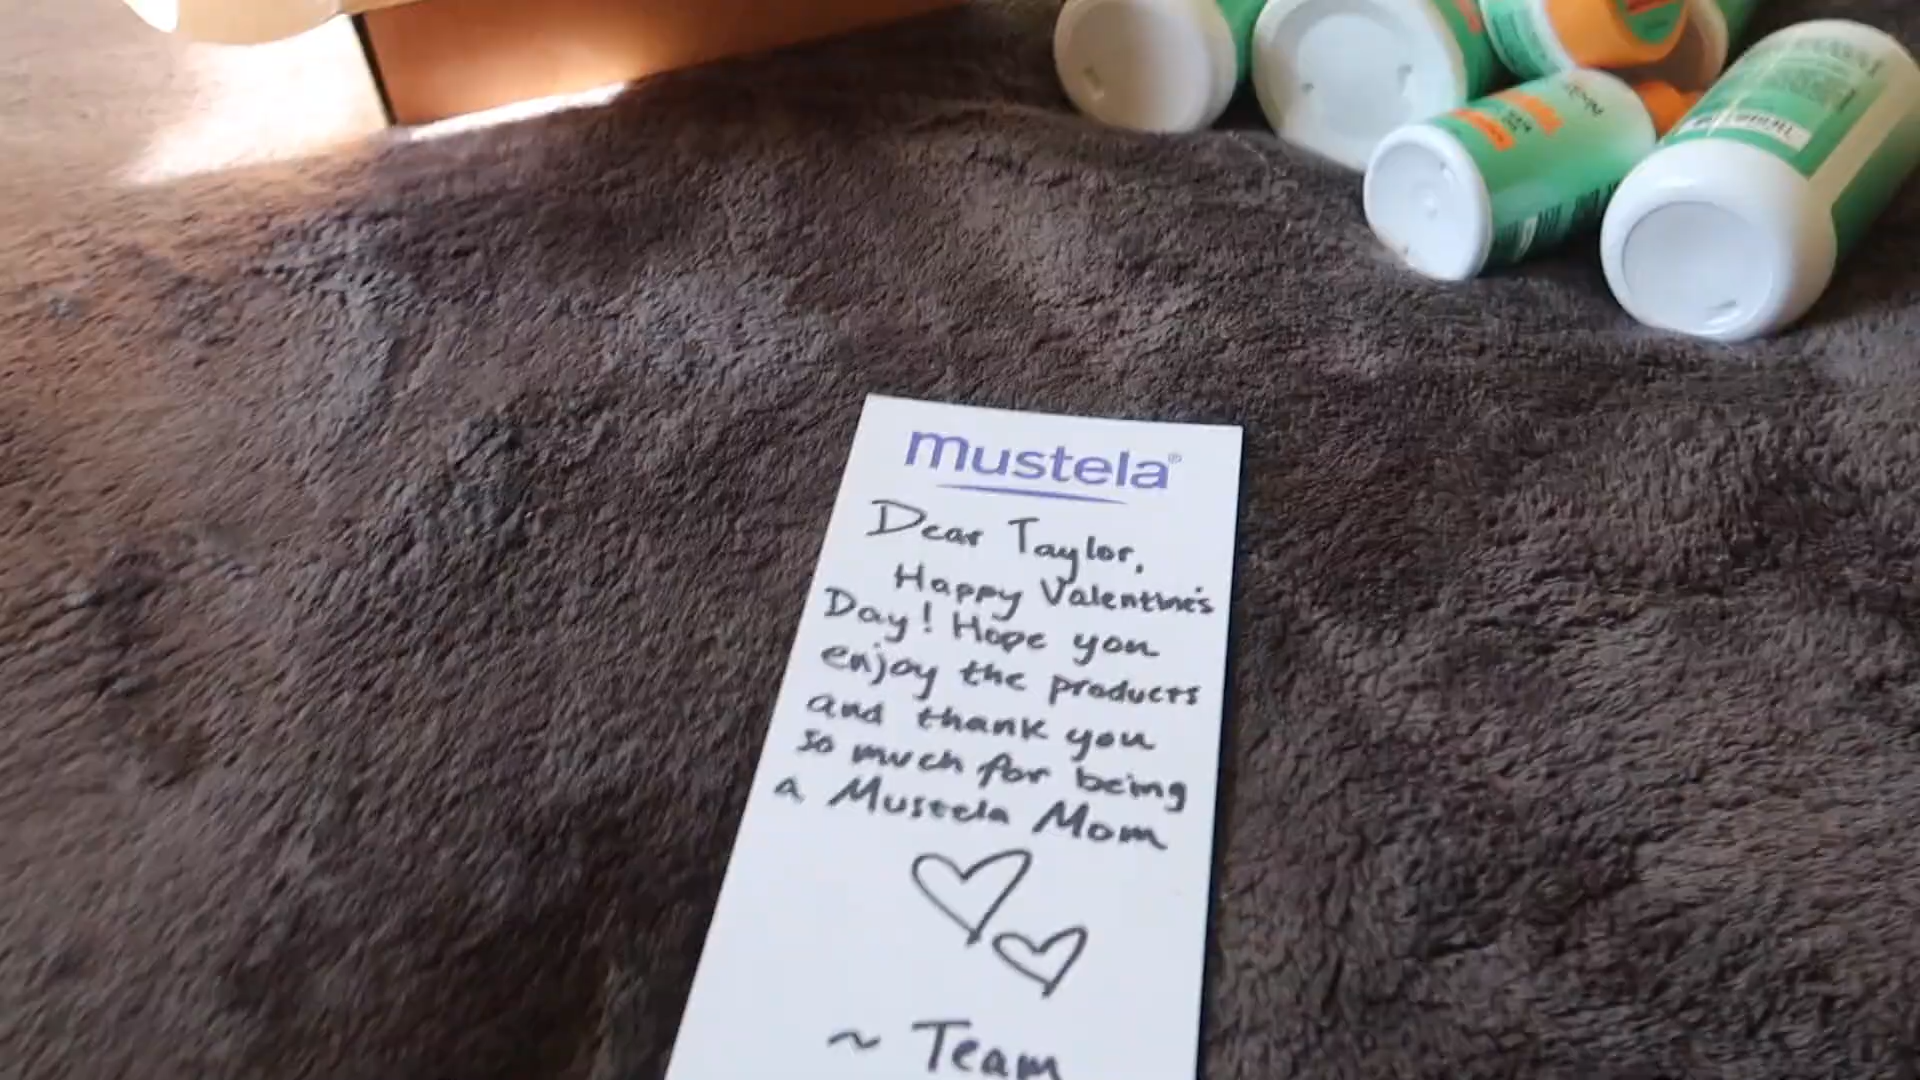 mustela®
Dear Taylor,
Happy Valentine's
Day! Hope you
enjoy the products
and thank you
so much for being
a Mustela Mom
~ Team